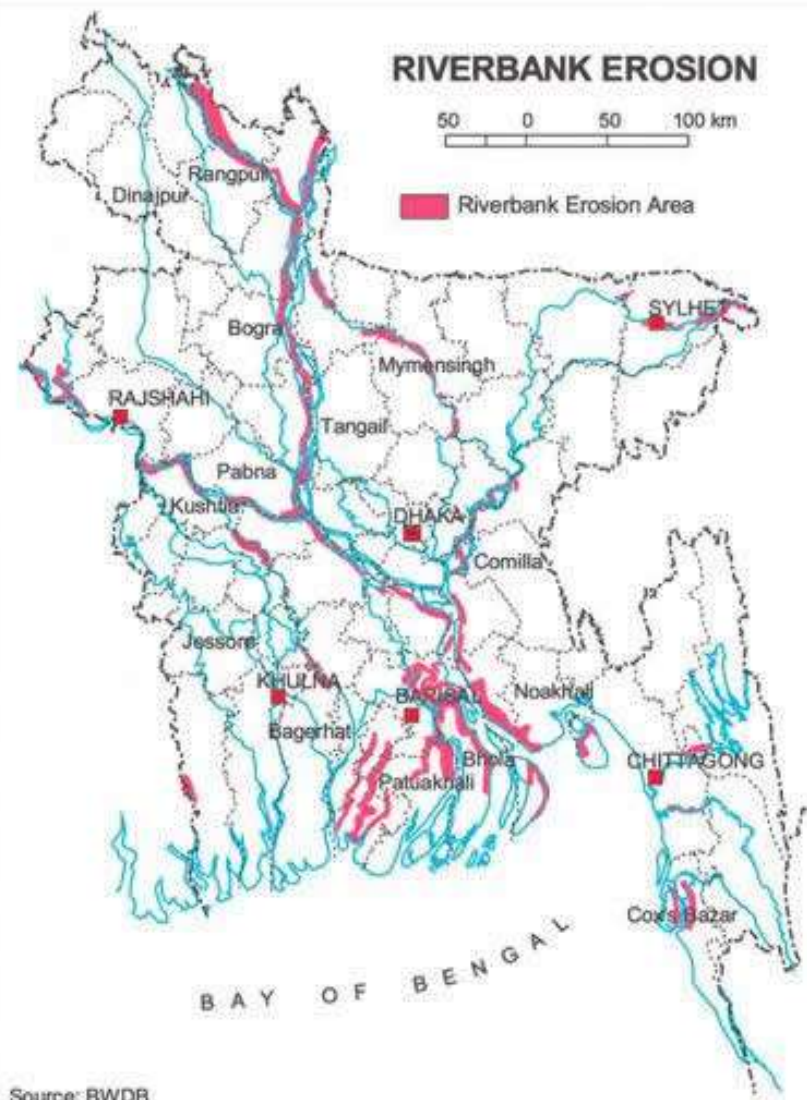 RIVERBANK EROSION
50 0 50 100 km
Riverbank Erosion Area
Rangpur
Dinajpur
SYLHET
Bogra
Mymensingh
RAJSHAHI
Tangail
Pabna
Kushtia
DHAKA
Comilla
Jessore
KHULNA
BARISAL
Noakhali
Bagerhat
Bhola
CHITTAGONG
Patuakhali
Cox's Bazar
BAY OF BENGAL
Source: BWDB